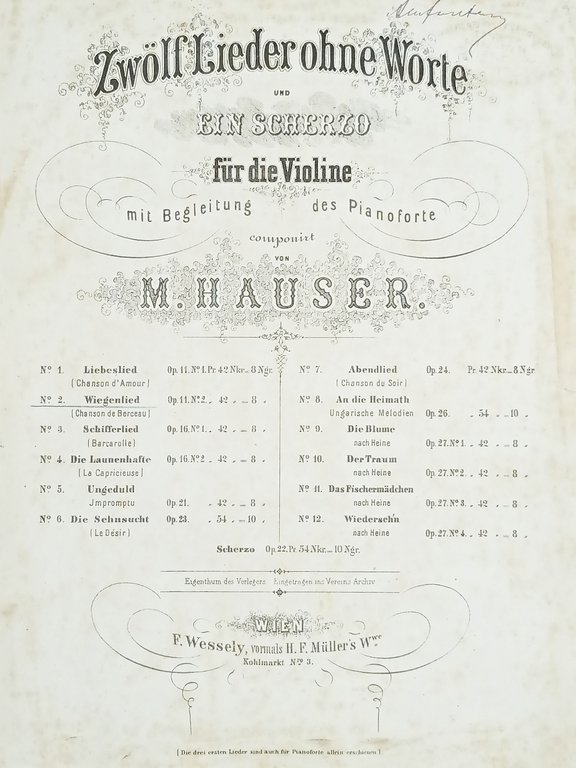 Zwölf Lieder ohne Worte
UND
EIN SCHERZO
für die Violine
mit Begleitung des Pianoforte
componirt
VON
M. HAUSER.
No 1. Liebeslied Op. 11. No 1. Pr. 42 Nkr. _ 8 Ngr.
(Chanson d'Amour)
No 2. Wiegenlied Op. 11. No 2. „ 42 „ _ 8 „
(Chanson de Berceau)
No 3. Schifferlied Op. 16. No 1. „ 42 „ _ 8 „
(Barcarolle)
No 4. Die Launenhafte Op. 16. No 2 „ 42 „ _ 8 „
(La Capricieuse)
No 5. Ungeduld
Jmpromptu Op. 21. „ 42 „ _ 8 „
No 6. Die Sehnsucht Op. 23. „ 54 „ _ 10 „
(Le Désir)
No 7. Abendlied Op. 24. Pr. 42 Nkr. _ 8 Ngr
(Chanson du Soir)
No 8. An die Heimath
Ungarische Melodien Op. 26. „ 54 „ _ 10 „
No 9. Die Blume
nach Heine Op. 27. No 1. „ 42 „ _ 8 „
No 10. Der Traum
nach Heine Op. 27. No 2. „ 42 „ _ 8 „
No 11. Das Fischermädchen
nach Heine Op. 27. No 3. „ 42 „ _ 8 „
No 12. Wiederseh'n
nach Heine Op. 27. No 4. „ 42 „ _ 8 „
Scherzo Op. 22. Pr. 54 Nkr. _ 10 Ngr.
Eigenthum des Verlegers Eingetragen ins Vereins Archiv
WIEN
F. Wessely, vormals H. F. Müller's Wwe
Kohlmarkt Nro 3.
(Die drei ersten Lieder sind auch für Pianoforte allein erschienen)